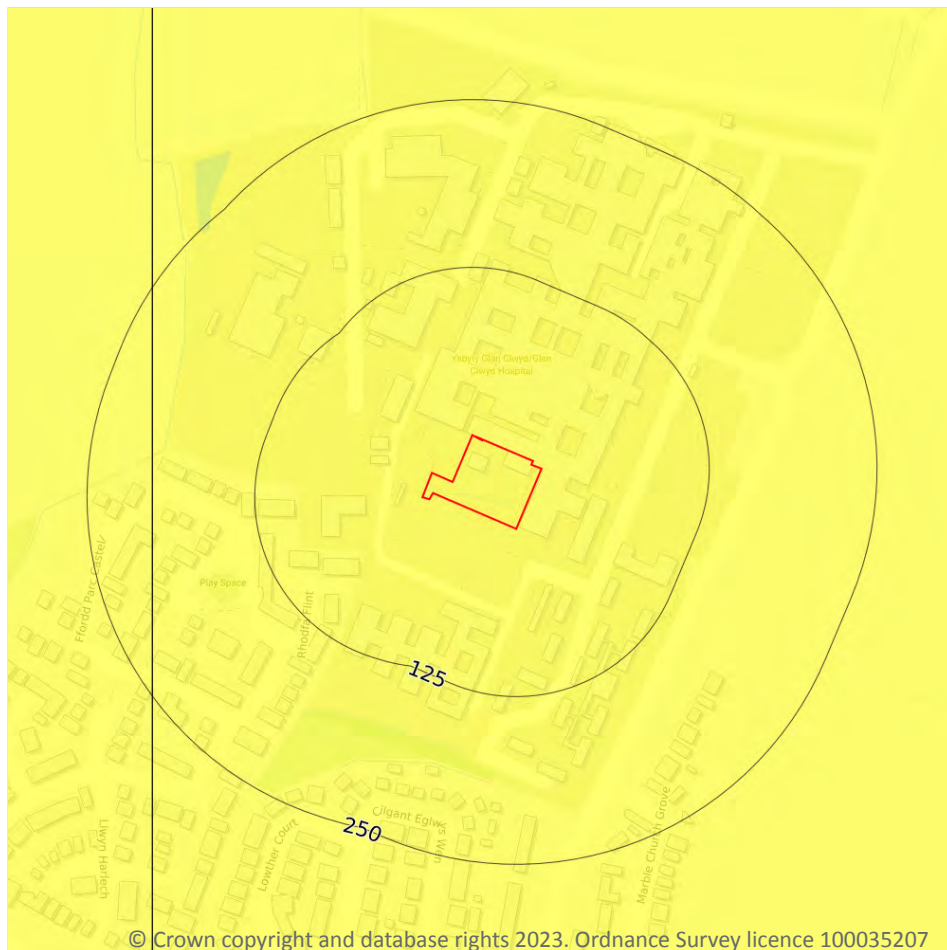 Ysbyty Glan Clwyd/Glan
Clwyd Hospital
Ffordd Parc Castell
Play Space
Rhodfa Flint
125
250
Cilgant Eglwys Wen
Lowther Court
Llwyn Harlech
Marble Church Grove
© Crown copyright and database rights 2023. Ordnance Survey licence 100035207